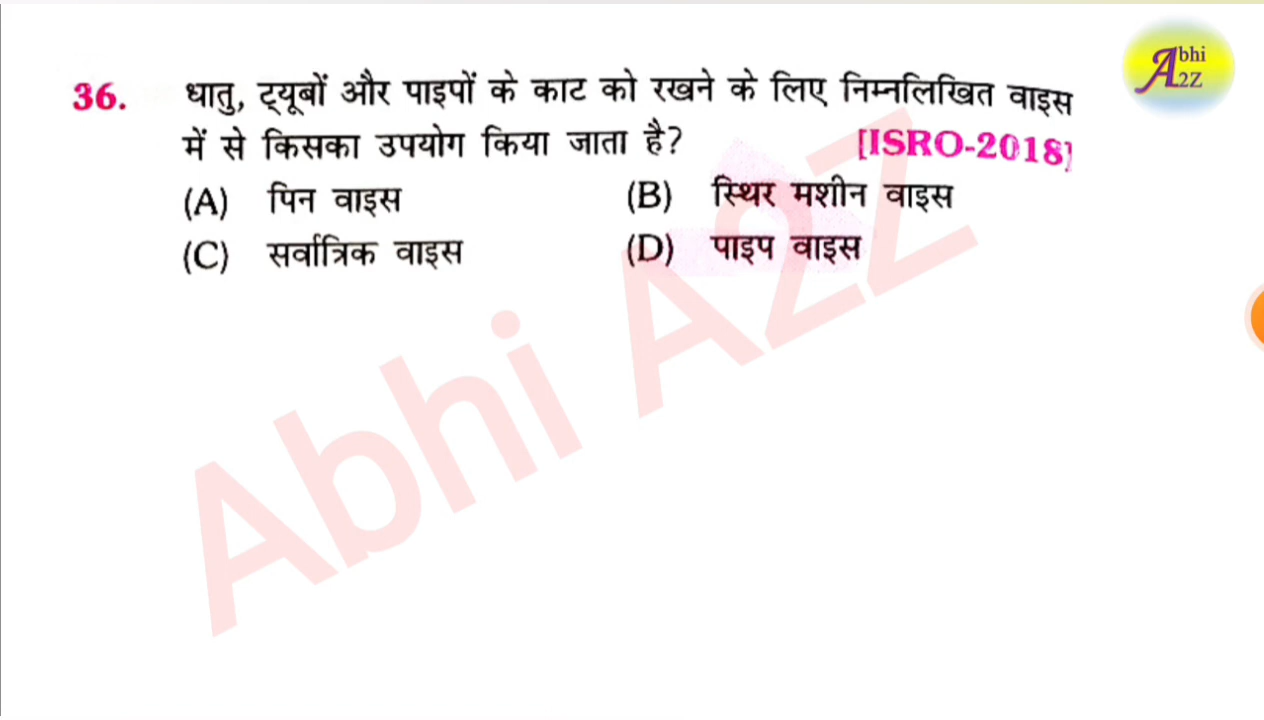 Abhi
A2Z
36. धातु, ट्यूबों और पाइपों के काट को रखने के लिए निम्नलिखित वाइस
में से किसका उपयोग किया जाता है? [ISRO-2018]
(A) पिन वाइस (B) स्थिर मशीन वाइस
(C) सर्वात्रिक वाइस (D) पाइप वाइस
Abhi A2Z